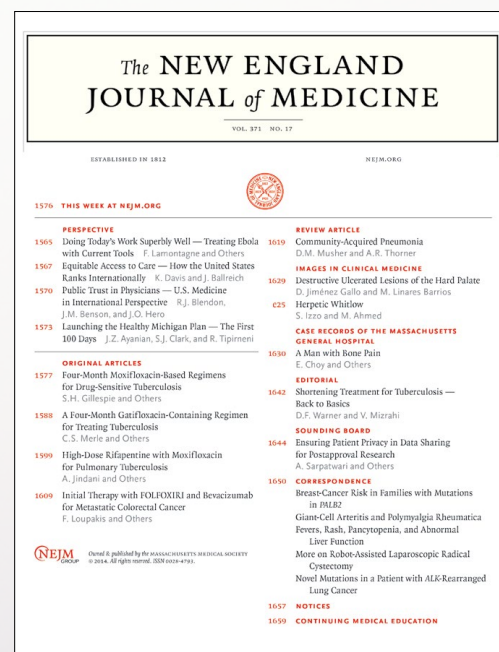 The NEW ENGLAND
JOURNAL of MEDICINE
VOL. 371 NO. 17
ESTABLISHED IN 1812
NEJM.ORG
1576 THIS WEEK AT NEJM.ORG
PERSPECTIVE
1565 Doing Today's Work Superbly Well — Treating Ebola
with Current Tools F. Lamontagne and Others
1567 Equitable Access to Care — How the United States
Ranks Internationally K. Davis and J. Ballreich
1570 Public Trust in Physicians — U.S. Medicine
in International Perspective R.J. Blendon,
J.M. Benson, and J.O. Hero
1573 Launching the Healthy Michigan Plan — The First
100 Days J.Z. Ayanian, S.J. Clark, and R. Tipirneni
ORIGINAL ARTICLES
1577 Four-Month Moxifloxacin-Based Regimens
for Drug-Sensitive Tuberculosis
S.H. Gillespie and Others
1588 A Four-Month Gatifloxacin-Containing Regimen
for Treating Tuberculosis
C.S. Merle and Others
1599 High-Dose Rifapentine with Moxifloxacin
for Pulmonary Tuberculosis
A. Jindani and Others
1609 Initial Therapy with FOLFOXIRI and Bevacizumab
for Metastatic Colorectal Cancer
F. Loupakis and Others
NEJM
GROUP
Owned & published by the MASSACHUSETTS MEDICAL SOCIETY
© 2014. All rights reserved. ISSN 0028-4793.
REVIEW ARTICLE
1619 Community-Acquired Pneumonia
D.M. Musher and A.R. Thorner
IMAGES IN CLINICAL MEDICINE
1629 Destructive Ulcerated Lesions of the Hard Palate
D. Jiménez Gallo and M. Linares Barrios
e25 Herpetic Whitlow
S. Izzo and M. Ahmed
CASE RECORDS OF THE MASSACHUSETTS
GENERAL HOSPITAL
1630 A Man with Bone Pain
E. Choy and Others
EDITORIAL
1642 Shortening Treatment for Tuberculosis —
Back to Basics
D.F. Warner and V. Mizrahi
SOUNDING BOARD
1644 Ensuring Patient Privacy in Data Sharing
for Postapproval Research
A. Sarpatwari and Others
1650 CORRESPONDENCE
Breast-Cancer Risk in Families with Mutations
in PALB2
Giant-Cell Arteritis and Polymyalgia Rheumatica
Fevers, Rash, Pancytopenia, and Abnormal
Liver Function
More on Robot-Assisted Laparoscopic Radical
Cystectomy
Novel Mutations in a Patient with ALK-Rearranged
Lung Cancer
1657 NOTICES
1659 CONTINUING MEDICAL EDUCATION